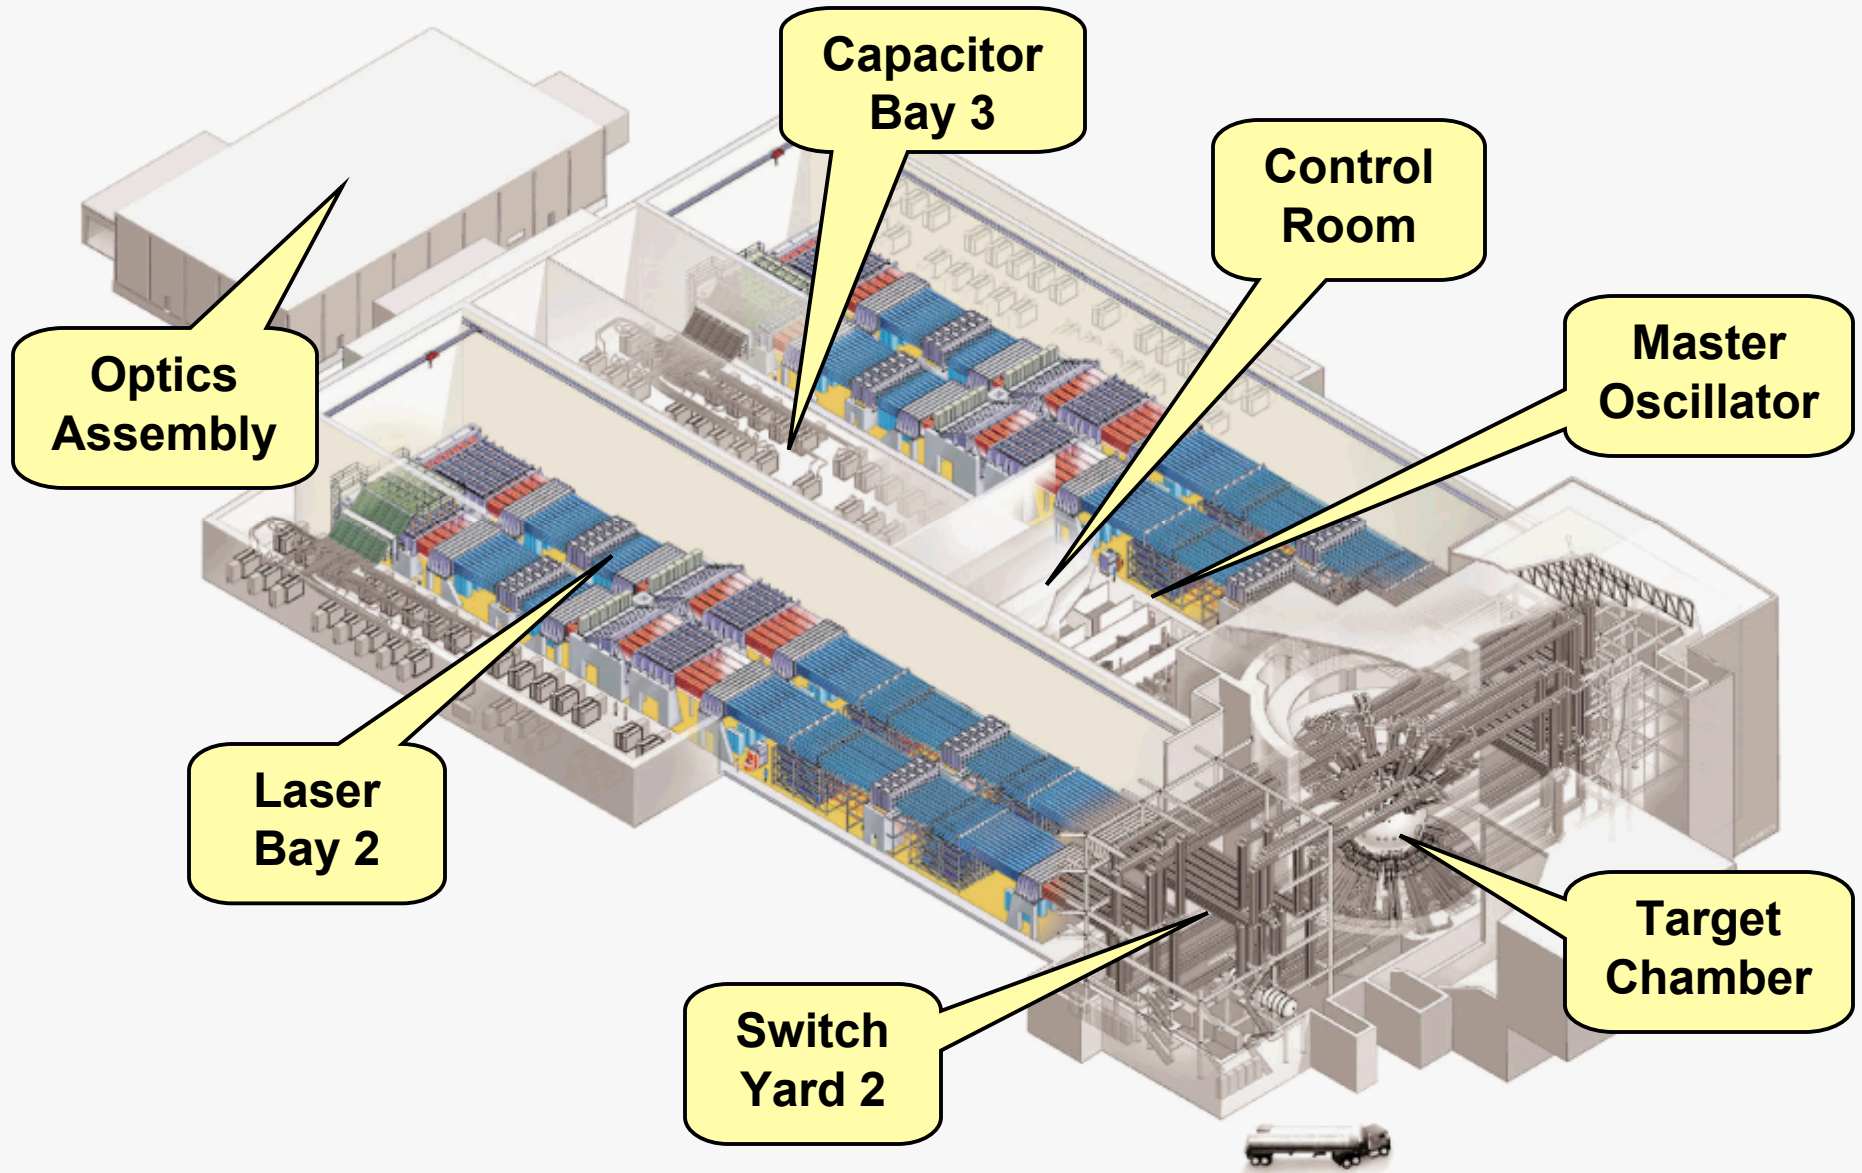 Capacitor
Bay 3
Control
Room
Master
Oscillator
Optics
Assembly
Laser
Bay 2
Target
Chamber
Switch
Yard 2